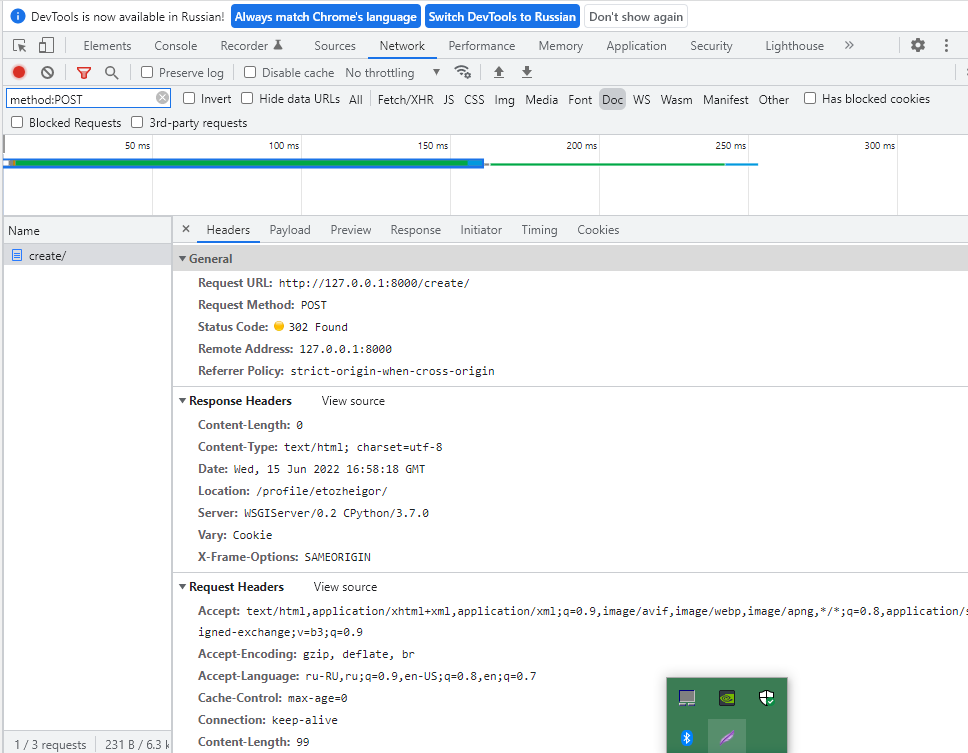 DevTools is now available in Russian! Always match Chrome's language Switch DevTools to Russian Don't show again
Elements Console Recorder Sources Network Performance Memory Application Security Lighthouse »
Preserve log Disable cache No throttling
method:POST Invert Hide data URLs All Fetch/XHR JS CSS Img Media Font Doc WS Wasm Manifest Other Has blocked cookies
Blocked Requests 3rd-party requests
50 ms 100 ms 150 ms 200 ms 250 ms 300 ms
Name × Headers Payload Preview Response Initiator Timing Cookies
create/
General
Request URL: http://127.0.0.1:8000/create/
Request Method: POST
Status Code: 302 Found
Remote Address: 127.0.0.1:8000
Referrer Policy: strict-origin-when-cross-origin
Response Headers View source
Content-Length: 0
Content-Type: text/html; charset=utf-8
Date: Wed, 15 Jun 2022 16:58:18 GMT
Location: /profile/etozheigor/
Server: WSGIServer/0.2 CPython/3.7.0
Vary: Cookie
X-Frame-Options: SAMEORIGIN
Request Headers View source
Accept: text/html,application/xhtml+xml,application/xml;q=0.9,image/avif,image/webp,image/apng,*/*;q=0.8,application/s
igned-exchange;v=b3;q=0.9
Accept-Encoding: gzip, deflate, br
Accept-Language: ru-RU,ru;q=0.9,en-US;q=0.8,en;q=0.7
Cache-Control: max-age=0
Connection: keep-alive
Content-Length: 99
1 / 3 requests 231 B / 6.3 k